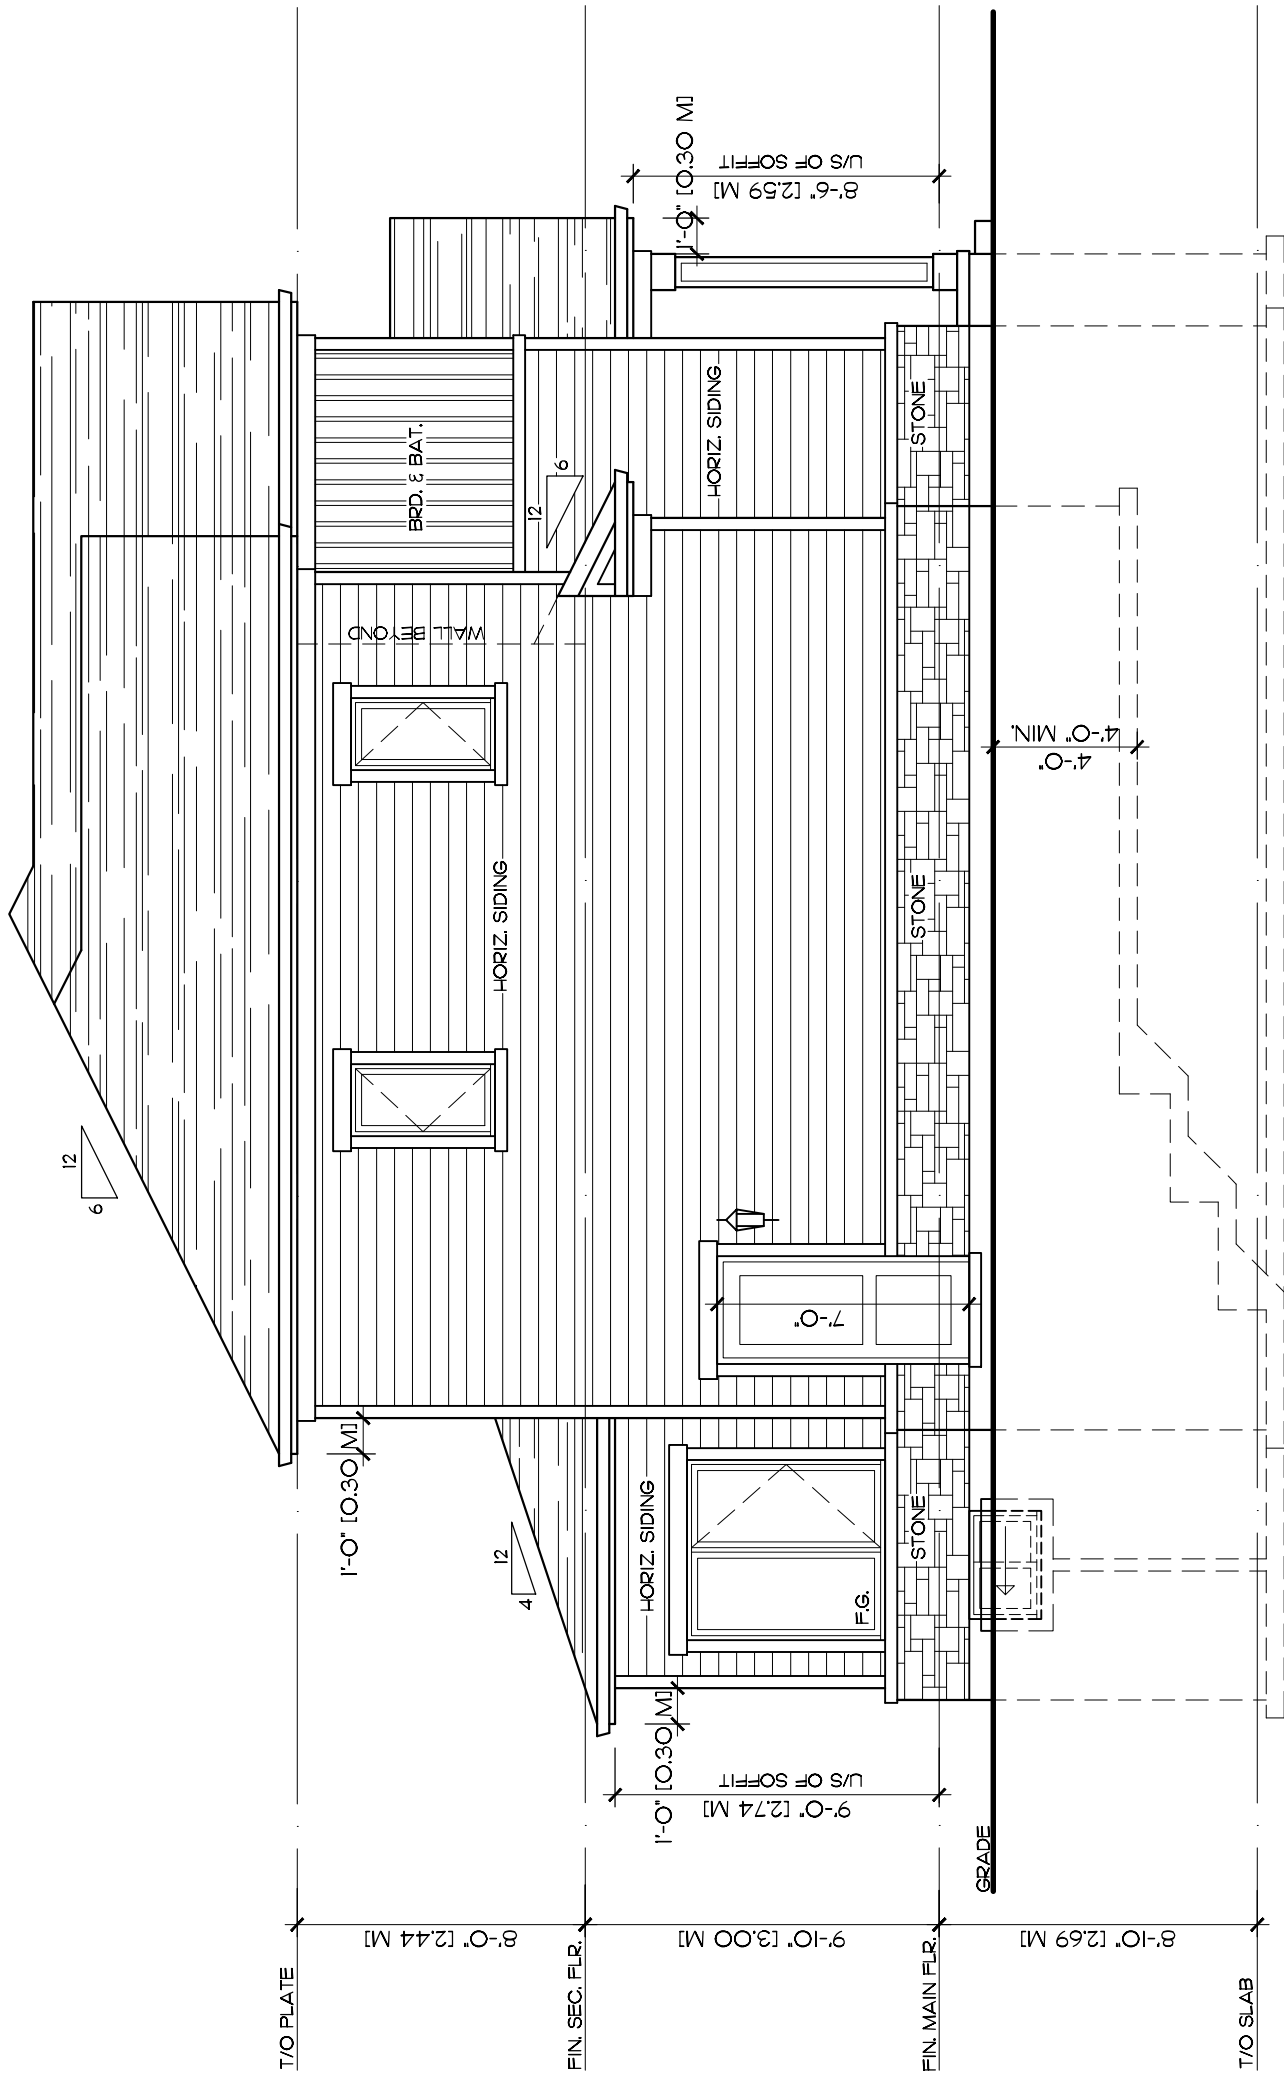 12
6
T/O PLATE
8'-0" [2.44 M]
1'-0" [0.30 M]
WALL BEYOND
BRD. & BAT.
HORIZ. SIDING
12
4
12
6
FIN. SEC. FLR.
9'-10" [3.00 M]
9'-0" [2.74 M]
U/S OF SOFFIT
1'-0" [0.30 M]
HORIZ. SIDING
F.G.
7'-0"
HORIZ. SIDING
1'-0" [0.30 M]
U/S OF SOFFIT
8'-6" [2.59 M]
FIN. MAIN FLR.
STONE
STONE
STONE
GRADE
8'-10" [2.69 M]
4'-0"
4'-0" MIN.
T/O SLAB